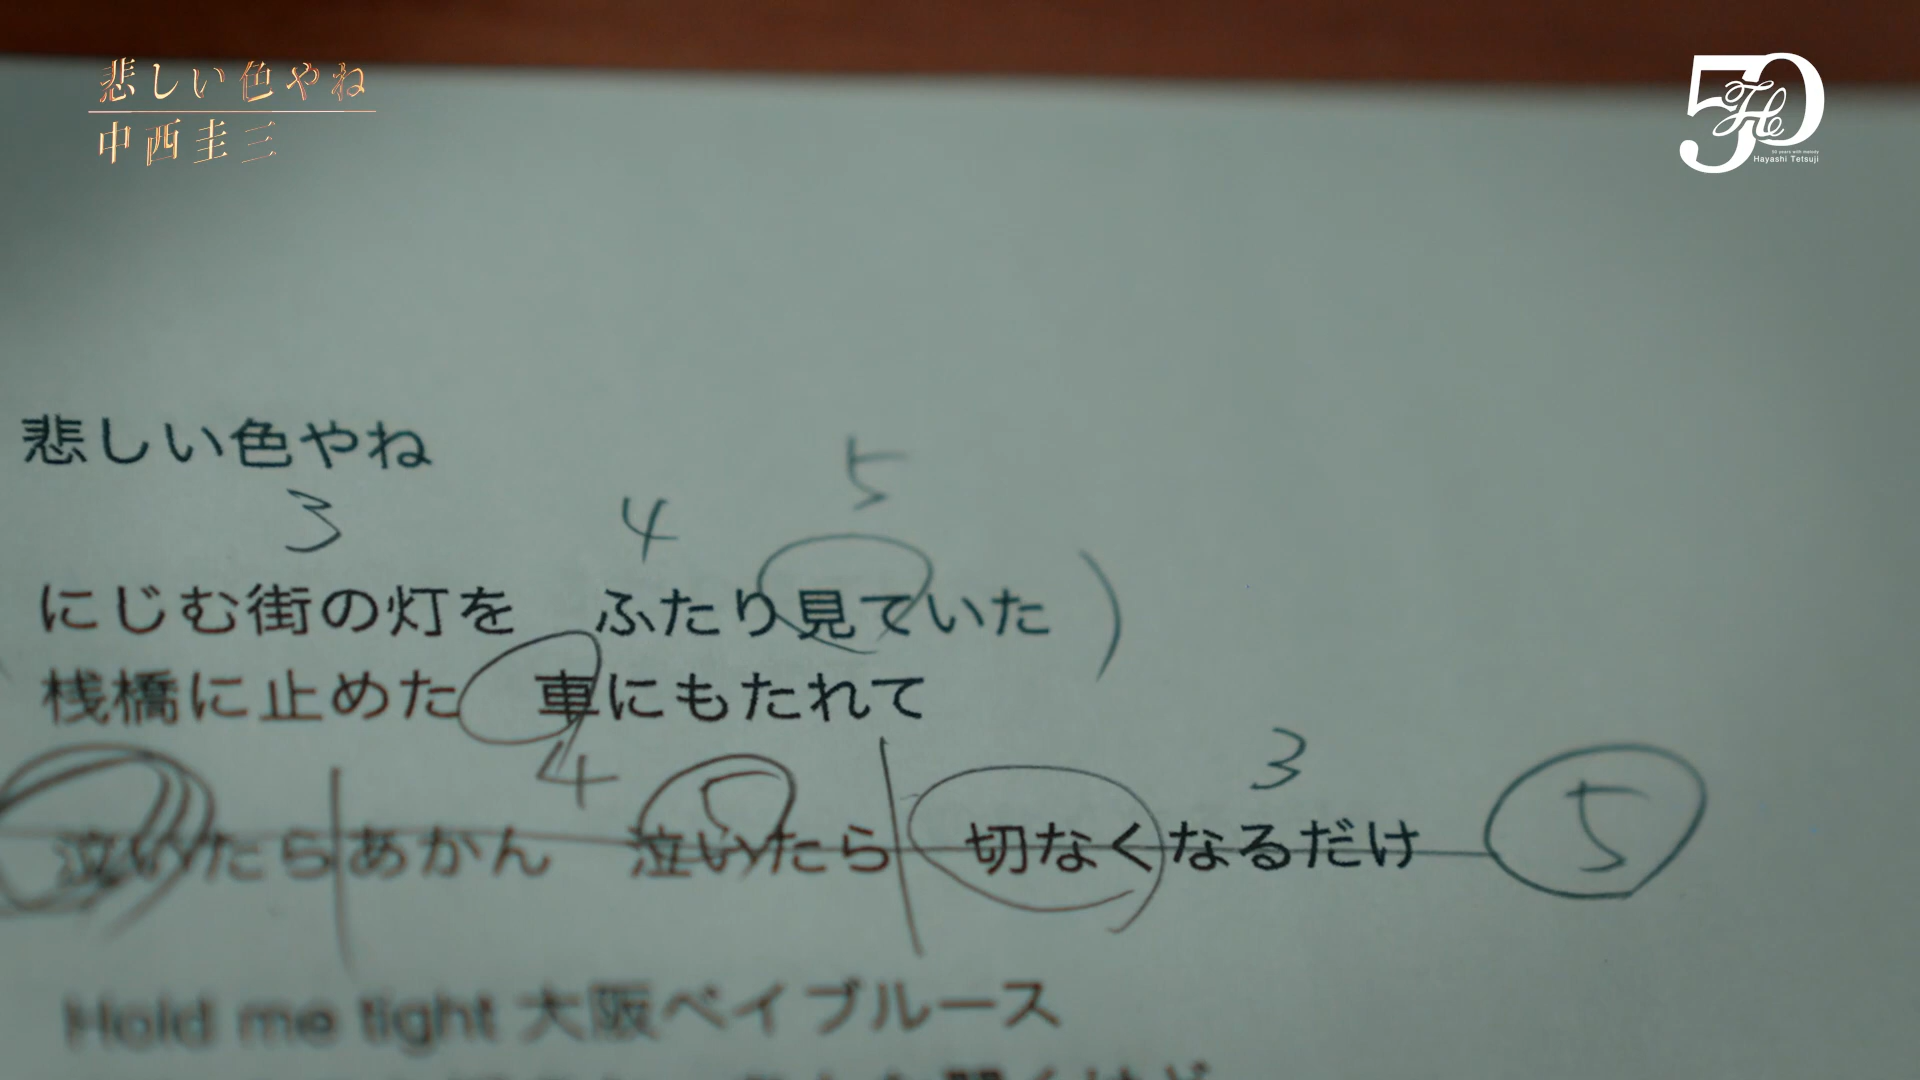 悲しい色やね
中西圭三
50
50 years with melody
Hayashi Tetsuji
悲しい色やね
3 4 5
にじむ街の灯を ふたり見ていた )
桟橋に止めた 車にもたれて
4 3 5
泣いたらあかん 泣いたら 切なくなるだけ
Hold me tight 大阪ベイブルース